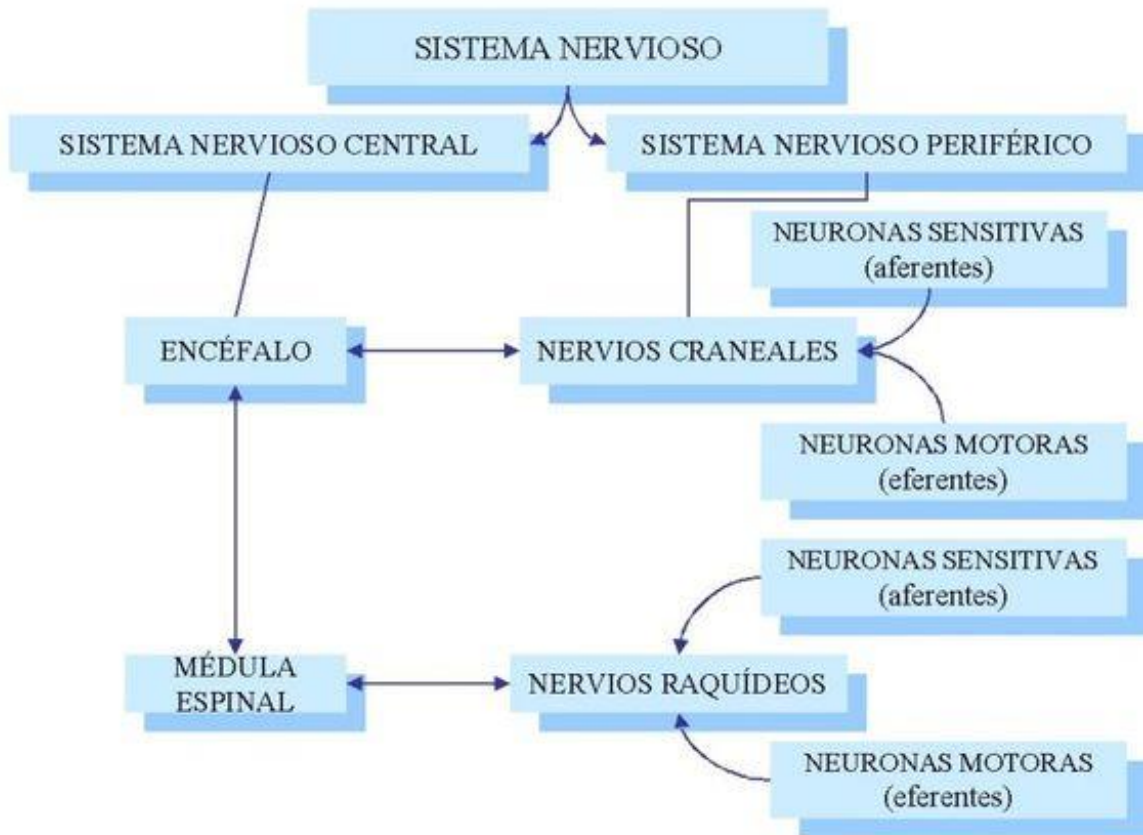 SISTEMA NERVIOSO
SISTEMA NERVIOSO CENTRAL
SISTEMA NERVIOSO PERIFÉRICO
NEURONAS SENSITIVAS
(aferentes)
ENCÉFALO
NERVIOS CRANEALES
NEURONAS MOTORAS
(eferentes)
NEURONAS SENSITIVAS
(aferentes)
MÉDULA
ESPINAL
NERVIOS RAQUÍDEOS
NEURONAS MOTORAS
(eferentes)